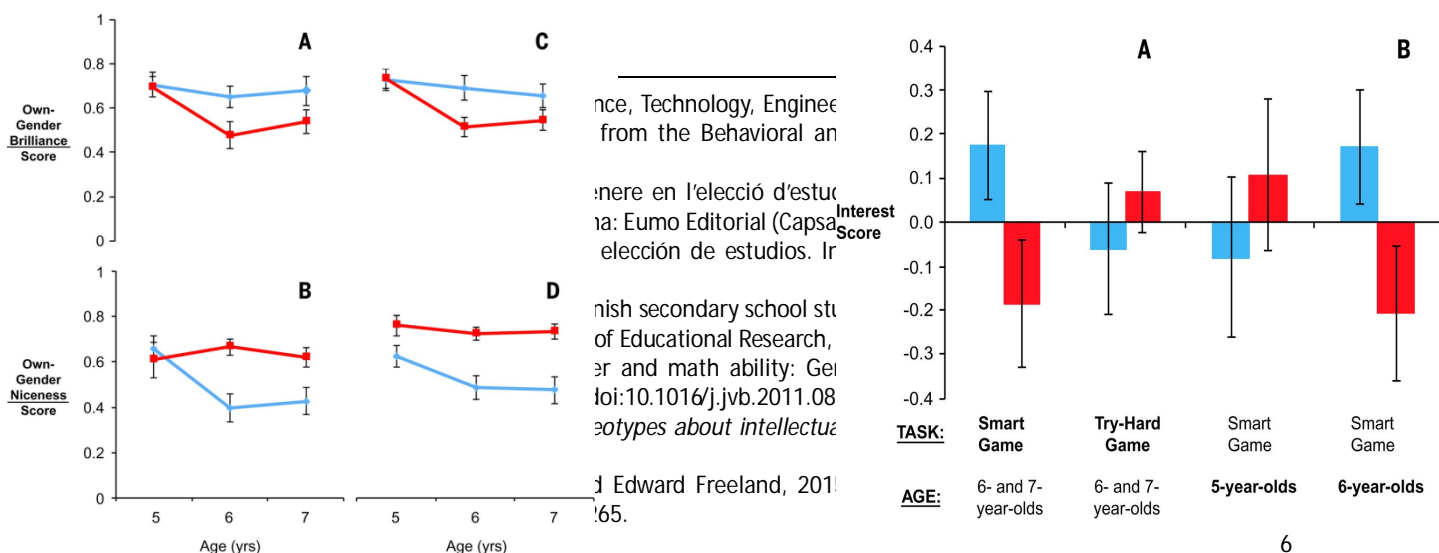 1
A
C
0.8
0.6
0.4
0.2
0
Own-
Gender
Brilliance
Score
1
B
D
0.8
0.6
0.4
0.2
0
Own-
Gender
Niceness
Score
5
6
7
5
6
7
Age (yrs)
Age (yrs)
nce, Technology, Enginee
from the Behavioral an
enere en l'elecció d'estud
na: Eumo Editorial (Capsa
elección de estudios. In
nish secondary school stu
of Educational Research,
er and math ability: Gen
doi:10.1016/j.jvb.2011.08
eotypes about intellectua
d Edward Freeland, 201
265.
0.4
A
B
0.3
0.2
0.1
0.0
-0.1
-0.2
-0.3
-0.4
Interest
Score
TASK:
Smart
Game
Try-Hard
Game
Smart
Game
Smart
Game
AGE:
6- and 7-
year-olds
6- and 7-
year-olds
5-year-olds
6-year-olds
6